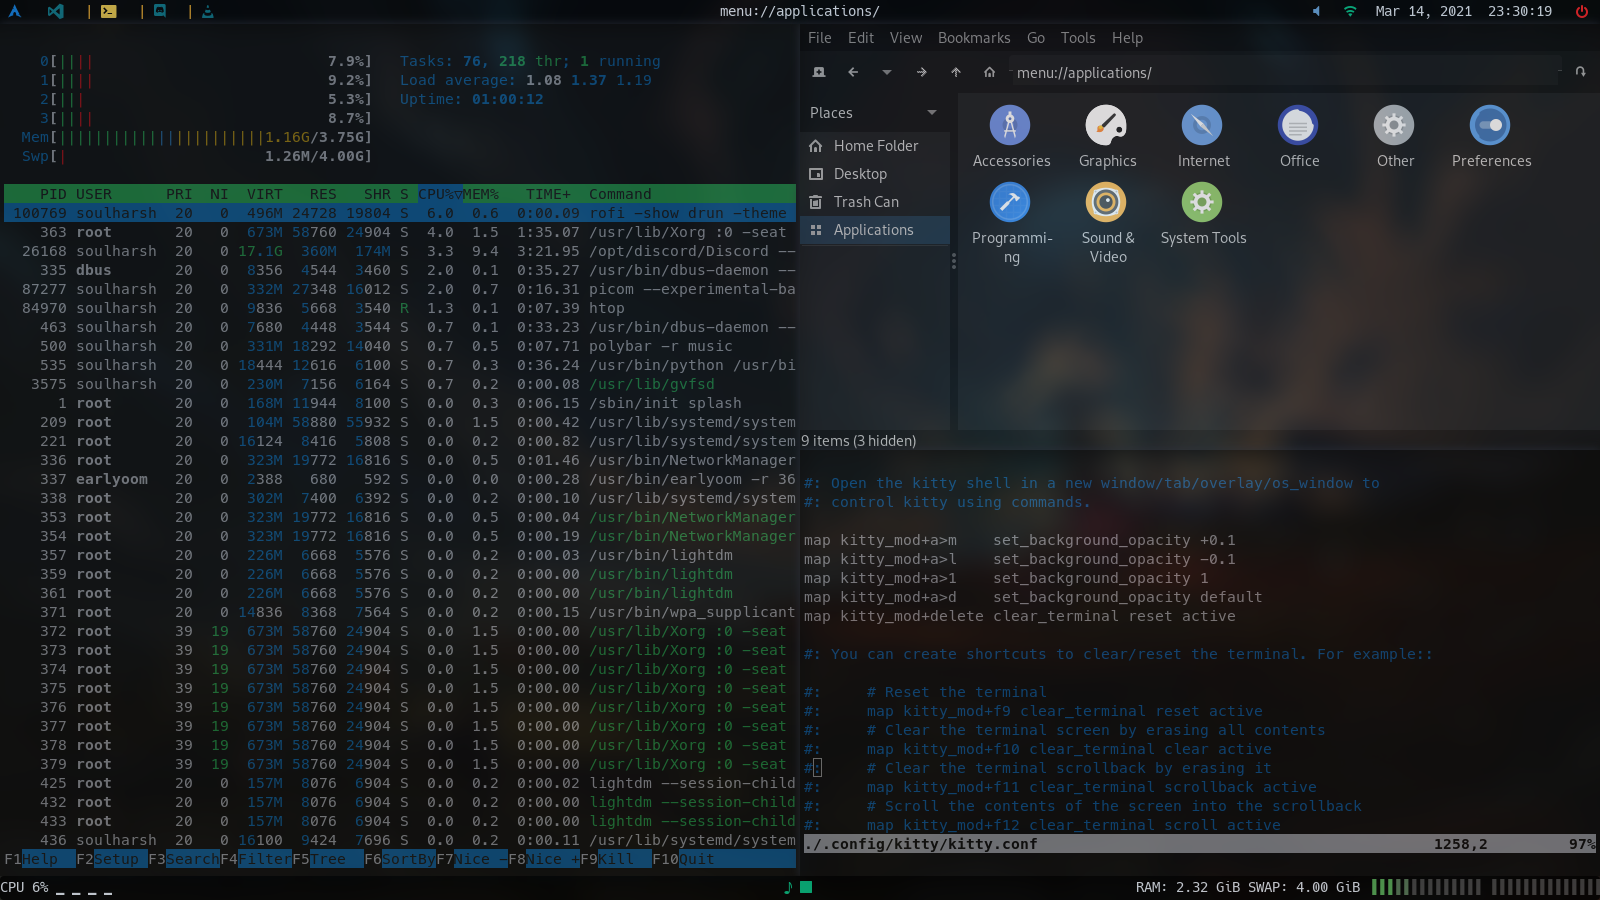 menu://applications/
Mar 14, 2021 23:30:19
0[|||| 7.9%]
1[|||| 9.2%]
2[||| 5.3%]
3[|||| 8.7%]
Mem[|||||||||||||||||||||||1.16G/3.75G]
Swp[| 1.26M/4.00G]
Tasks: 76, 218 thr; 1 running
Load average: 1.08 1.37 1.19
Uptime: 01:00:12
PID USER PRI NI VIRT RES SHR S CPU%▽MEM% TIME+ Command
100769 soulharsh 20 0 496M 24728 19804 S 6.0 0.6 0:00.09 rofi -show drun -theme
363 root 20 0 673M 58760 24904 S 4.0 1.5 1:35.07 /usr/lib/Xorg :0 -seat
26168 soulharsh 20 0 17.1G 360M 174M S 3.3 9.4 3:21.95 /opt/discord/Discord --
335 dbus 20 0 8356 4544 3460 S 2.0 0.1 0:35.27 /usr/bin/dbus-daemon --
87277 soulharsh 20 0 332M 27348 16012 S 2.0 0.7 0:16.31 picom --experimental-ba
84970 soulharsh 20 0 9836 5668 3540 R 1.3 0.1 0:07.39 htop
463 soulharsh 20 0 7680 4448 3544 S 0.7 0.1 0:33.23 /usr/bin/dbus-daemon --
500 soulharsh 20 0 331M 18292 14040 S 0.7 0.5 0:07.71 polybar -r music
535 soulharsh 20 0 18444 12616 6100 S 0.7 0.3 0:36.24 /usr/bin/python /usr/bi
3575 soulharsh 20 0 230M 7156 6164 S 0.7 0.2 0:00.08 /usr/lib/gvfsd
1 root 20 0 168M 11944 8100 S 0.0 0.3 0:06.15 /sbin/init splash
209 root 20 0 104M 58880 55932 S 0.0 1.5 0:00.42 /usr/lib/systemd/system
221 root 20 0 16124 8416 5808 S 0.0 0.2 0:00.82 /usr/lib/systemd/system
336 root 20 0 323M 19772 16816 S 0.0 0.5 0:01.46 /usr/bin/NetworkManager
337 earlyoom 20 0 2388 680 592 S 0.0 0.0 0:00.28 /usr/bin/earlyoom -r 36
338 root 20 0 302M 7400 6392 S 0.0 0.2 0:00.10 /usr/lib/systemd/system
353 root 20 0 323M 19772 16816 S 0.0 0.5 0:00.04 /usr/bin/NetworkManager
354 root 20 0 323M 19772 16816 S 0.0 0.5 0:00.19 /usr/bin/NetworkManager
357 root 20 0 226M 6668 5576 S 0.0 0.2 0:00.03 /usr/bin/lightdm
359 root 20 0 226M 6668 5576 S 0.0 0.2 0:00.00 /usr/bin/lightdm
361 root 20 0 226M 6668 5576 S 0.0 0.2 0:00.00 /usr/bin/lightdm
371 root 20 0 14836 8368 7564 S 0.0 0.2 0:00.15 /usr/bin/wpa_supplicant
372 root 39 19 673M 58760 24904 S 0.0 1.5 0:00.00 /usr/lib/Xorg :0 -seat
373 root 39 19 673M 58760 24904 S 0.0 1.5 0:00.00 /usr/lib/Xorg :0 -seat
374 root 39 19 673M 58760 24904 S 0.0 1.5 0:00.00 /usr/lib/Xorg :0 -seat
375 root 39 19 673M 58760 24904 S 0.0 1.5 0:00.00 /usr/lib/Xorg :0 -seat
376 root 39 19 673M 58760 24904 S 0.0 1.5 0:00.00 /usr/lib/Xorg :0 -seat
377 root 39 19 673M 58760 24904 S 0.0 1.5 0:00.00 /usr/lib/Xorg :0 -seat
378 root 39 19 673M 58760 24904 S 0.0 1.5 0:00.00 /usr/lib/Xorg :0 -seat
379 root 39 19 673M 58760 24904 S 0.0 1.5 0:00.00 /usr/lib/Xorg :0 -seat
425 root 20 0 157M 8076 6904 S 0.0 0.2 0:00.02 lightdm --session-child
432 root 20 0 157M 8076 6904 S 0.0 0.2 0:00.00 lightdm --session-child
433 root 20 0 157M 8076 6904 S 0.0 0.2 0:00.00 lightdm --session-child
436 soulharsh 20 0 16100 9424 7696 S 0.0 0.2 0:00.11 /usr/lib/systemd/system
F1Help F2Setup F3SearchF4FilterF5Tree F6SortByF7Nice -F8Nice +F9Kill F10Quit
File Edit View Bookmarks Go Tools Help
menu://applications/
Places
Home Folder
Desktop
Trash Can
Applications
Accessories Graphics Internet Office Other Preferences
Programmi-
ng
Sound &
Video
System Tools
9 items (3 hidden)
#: Open the kitty shell in a new window/tab/overlay/os_window to
#: control kitty using commands.
map kitty_mod+a>m set_background_opacity +0.1
map kitty_mod+a>l set_background_opacity -0.1
map kitty_mod+a>1 set_background_opacity 1
map kitty_mod+a>d set_background_opacity default
map kitty_mod+delete clear_terminal reset active
#: You can create shortcuts to clear/reset the terminal. For example::
#: # Reset the terminal
#: map kitty_mod+f9 clear_terminal reset active
#: # Clear the terminal screen by erasing all contents
#: map kitty_mod+f10 clear_terminal clear active
#: # Clear the terminal scrollback by erasing it
#: map kitty_mod+f11 clear_terminal scrollback active
#: # Scroll the contents of the screen into the scrollback
#: map kitty_mod+f12 clear_terminal scroll active
./.config/kitty/kitty.conf 1258,2 97%
CPU 6% _ _ _ _
RAM: 2.32 GiB SWAP: 4.00 GiB